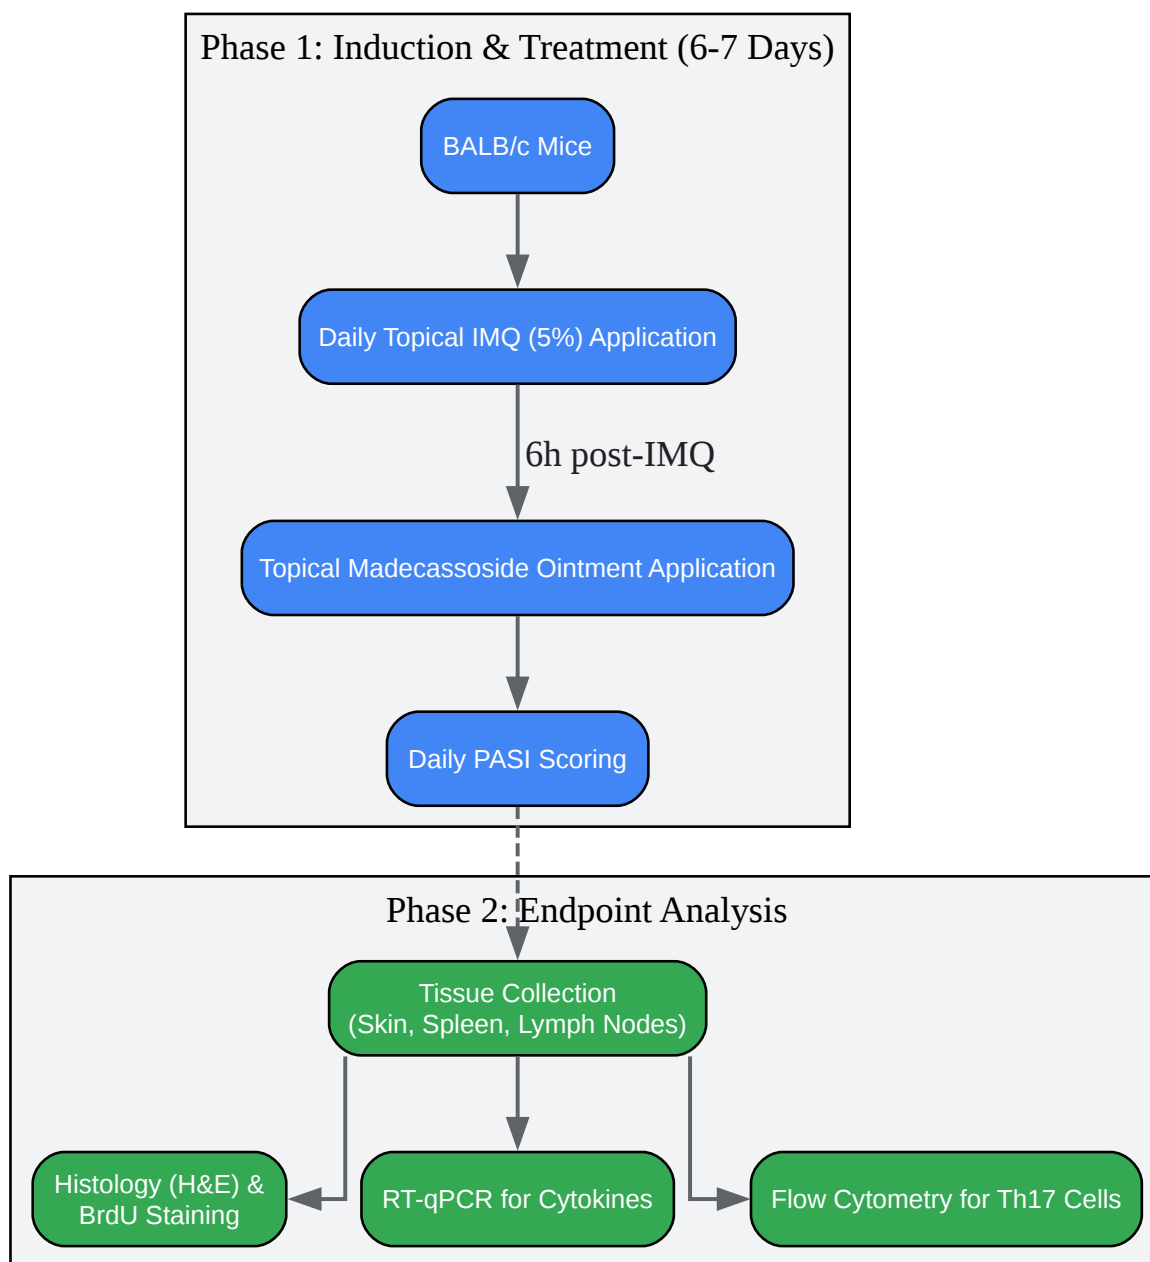 Phase 1: Induction & Treatment (6-7 Days)
BALB/c Mice
Daily Topical IMQ (5%) Application
6h post-IMQ
Topical Madecassoside Ointment Application
Daily PASI Scoring
Phase 2: Endpoint Analysis
Tissue Collection
(Skin, Spleen, Lymph Nodes)
Histology (H&E) &
BrdU Staining
RT-qPCR for Cytokines
Flow Cytometry for Th17 Cells